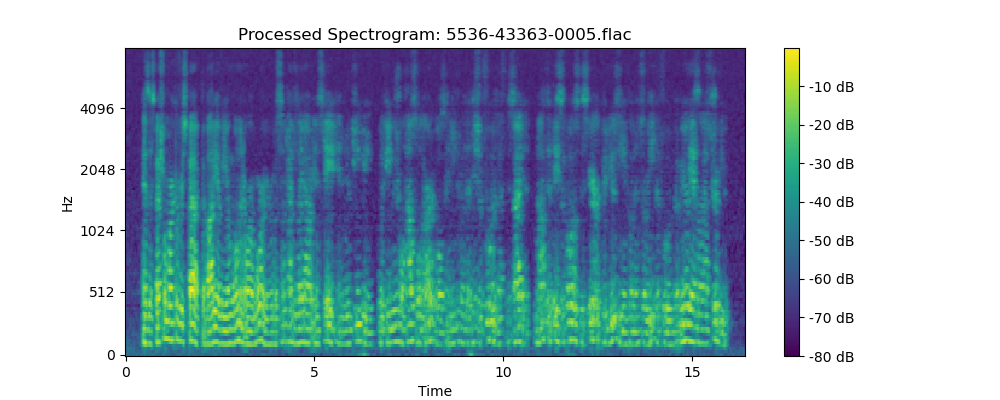 Processed Spectrogram: 5536-43363-0005.flac
Hz
4096
2048
1024
512
0
0 5 10 15
Time
-10 dB
-20 dB
-30 dB
-40 dB
-50 dB
-60 dB
-70 dB
-80 dB